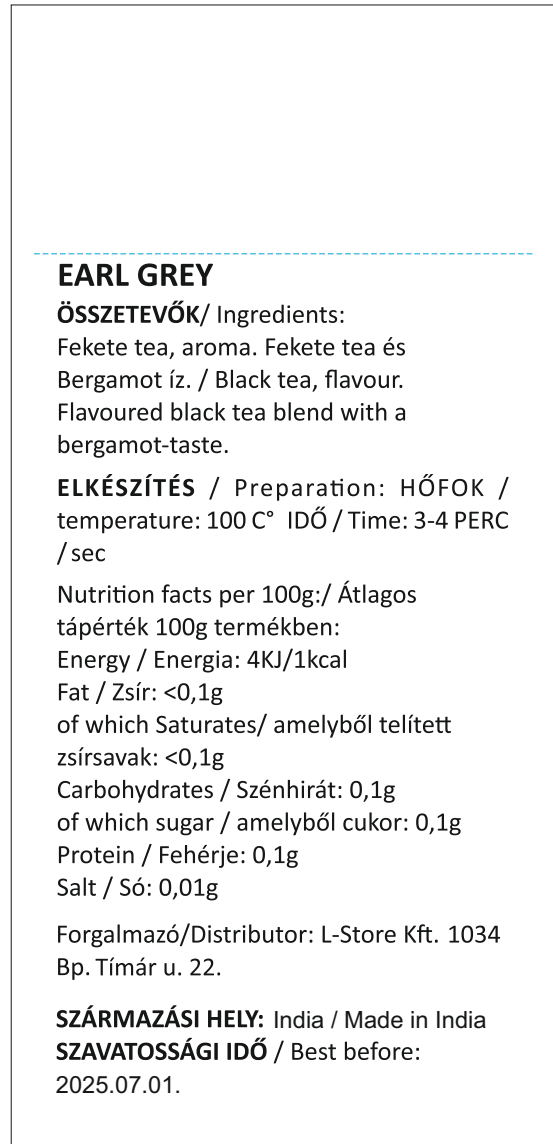 EARL GREY
ÖSSZETEVŐK/ Ingredients:
Fekete tea, aroma. Fekete tea és
Bergamot íz. / Black tea, flavour.
Flavoured black tea blend with a
bergamot-taste.
ELKÉSZÍTÉS / Preparation: HŐFOK /
temperature: 100 C° IDŐ / Time: 3-4 PERC
/ sec
Nutrition facts per 100g:/ Átlagos
tápérték 100g termékben:
Energy / Energia: 4KJ/1kcal
Fat / Zsír: <0,1g
of which Saturates/ amelyből telített
zsírsavak: <0,1g
Carbohydrates / Szénhirát: 0,1g
of which sugar / amelyből cukor: 0,1g
Protein / Fehérje: 0,1g
Salt / Só: 0,01g
Forgalmazó/Distributor: L-Store Kft. 1034
Bp. Tímár u. 22.
SZÁRMAZÁSI HELY: India / Made in India
SZAVATOSSÁGI IDŐ / Best before:
2025.07.01.